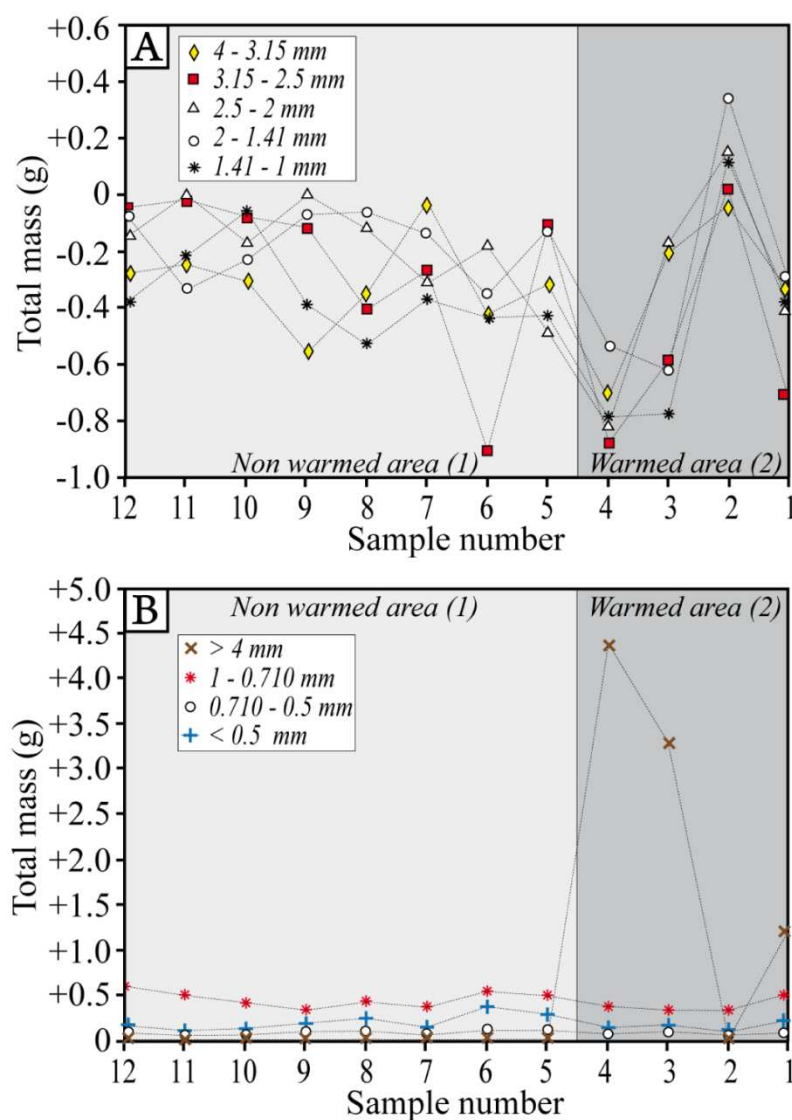 A
4 - 3.15 mm
3.15 - 2.5 mm
2.5 - 2 mm
2 - 1.41 mm
1.41 - 1 mm
+0.6
+0.4
+0.2
0
-0.2
-0.4
-0.6
-0.8
-1.0
Total mass (g)
Non warmed area (1) Warmed area (2)
12 11 10 9 8 7 6 5 4 3 2 1
Sample number
B
Non warmed area (1) Warmed area (2)
> 4 mm
1 - 0.710 mm
0.710 - 0.5 mm
< 0.5 mm
+5.0
+4.5
+4.0
+3.5
+3.0
+2.5
+2.0
+1.5
+1.0
+0.5
0
Total mass (g)
12 11 10 9 8 7 6 5 4 3 2 1
Sample number